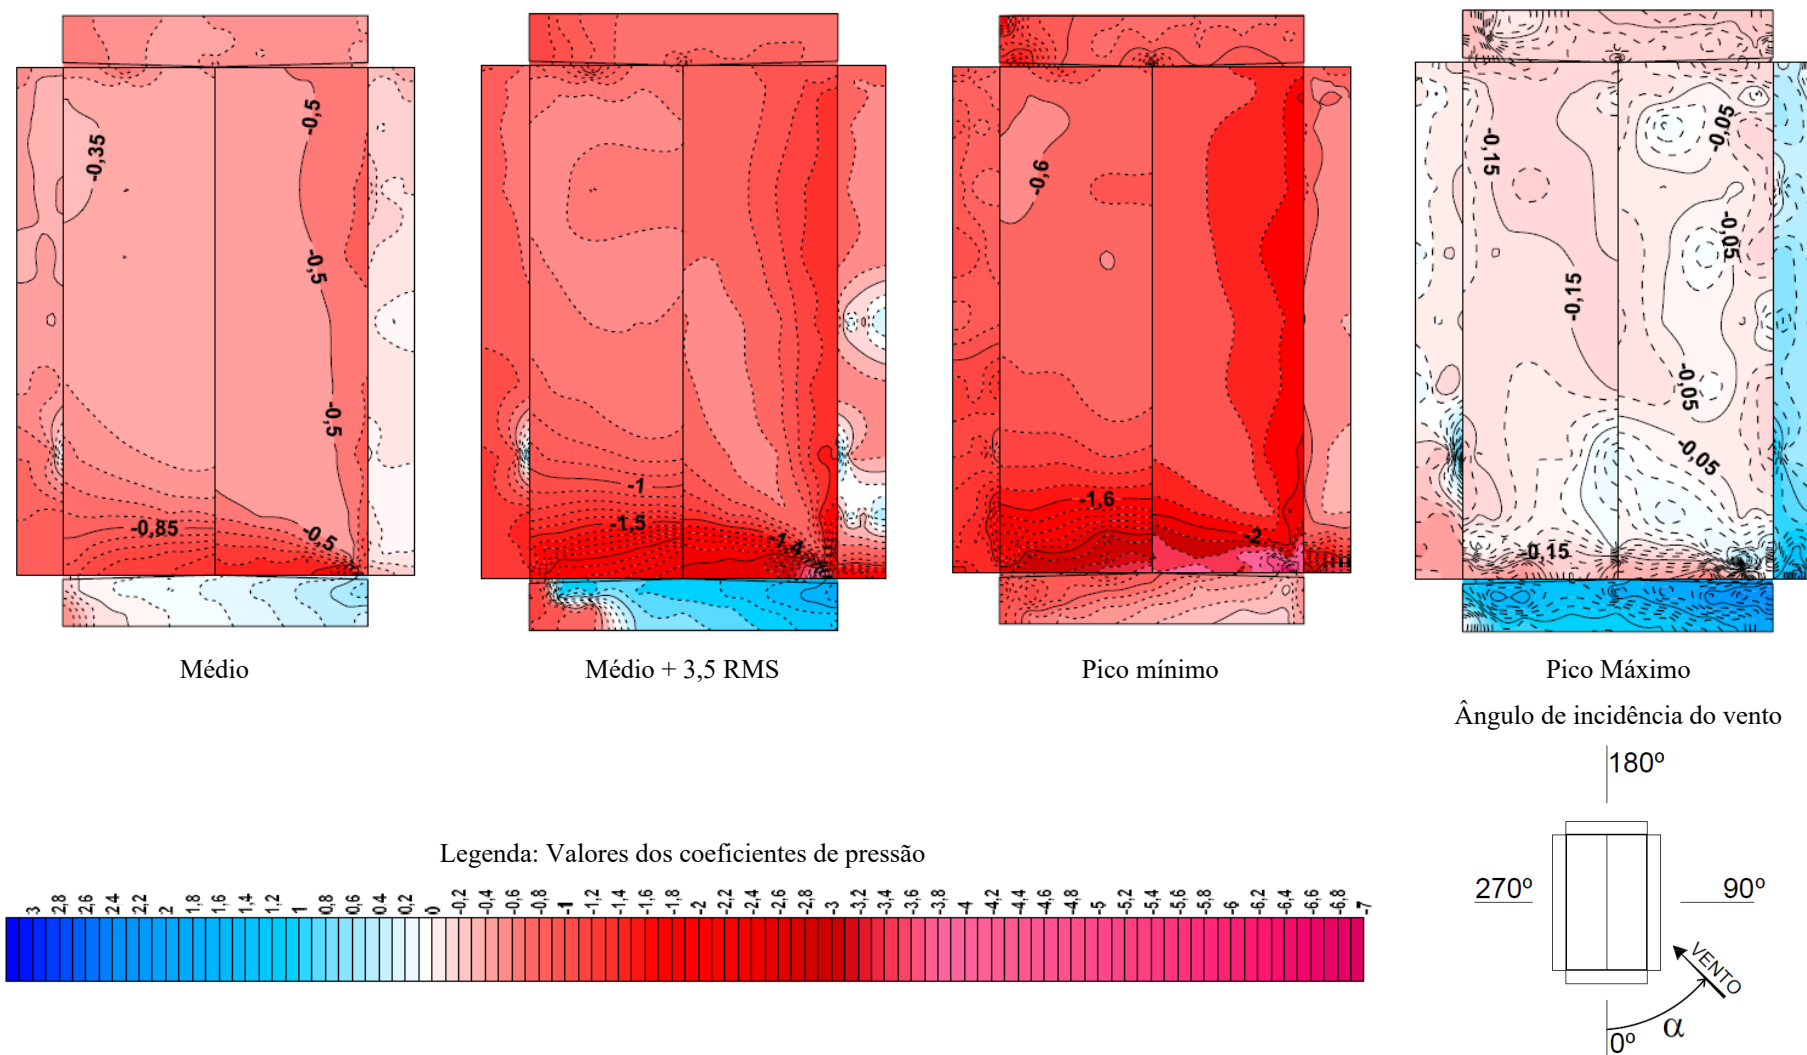 -0,35
-0,5
-0,5
-0,5
-0,85
-0,5
-1
-1,5
-1,4
-0,6
-1,6
-2
-0,15
-0,05
-0,05
-0,15
-0,05
-0,05
-0,15
Médio
Médio + 3,5 RMS
Pico mínimo
Pico Máximo
Ângulo de incidência do vento
180º
270º
90º
VENTO
α
0º
Legenda: Valores dos coeficientes de pressão
3 2,8 2,6 2,4 2,2 2 1,8 1,6 1,4 1,2 1 0,8 0,6 0,4 0,2 0 -0,2 -0,4 -0,6 -0,8 -1 -1,2 -1,4 -1,6 -1,8 -2 -2,2 -2,4 -2,6 -2,8 -3 -3,2 -3,4 -3,6 -3,8 -4 -4,2 -4,4 -4,6 -4,8 -5 -5,2 -5,4 -5,6 -5,8 -6 -6,2 -6,4 -6,6 -6,8 -7